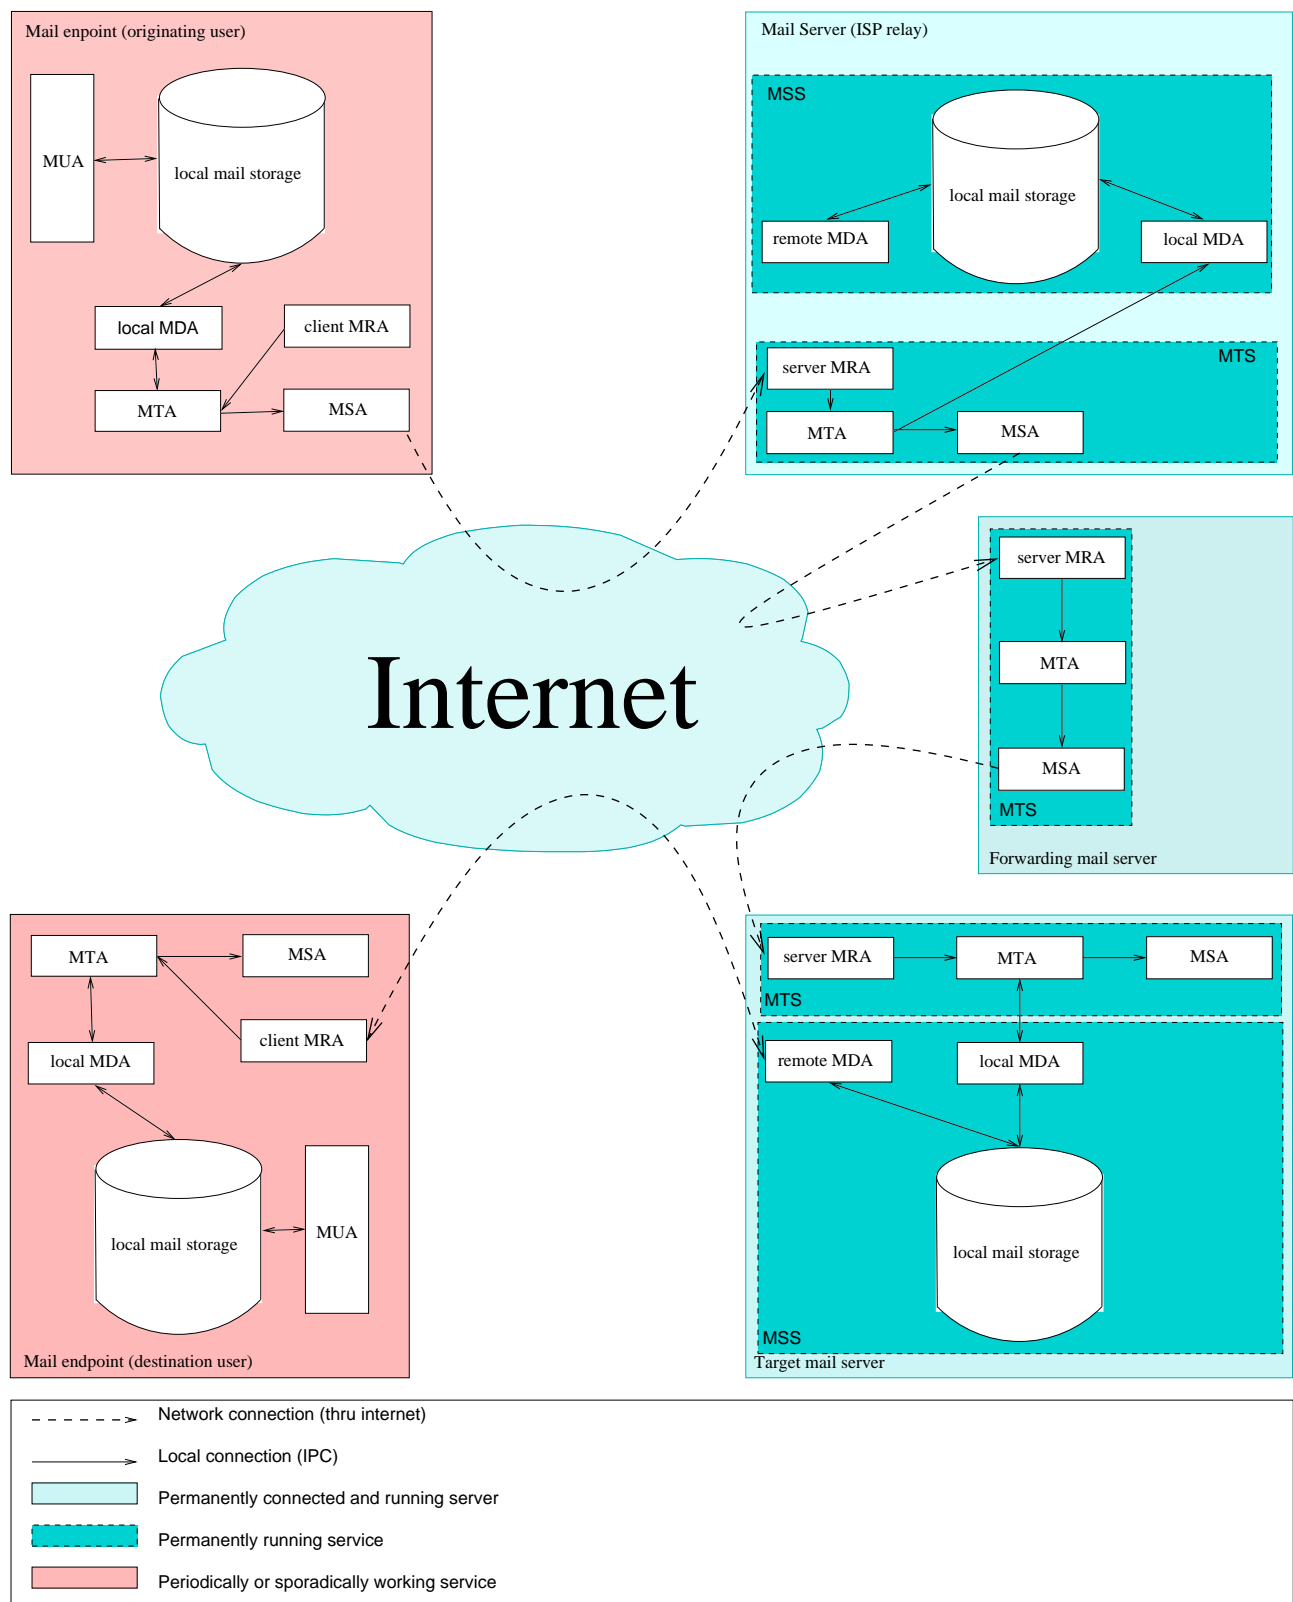 Mail enpoint (originating user)
MUA
local mail storage
local MDA
client MRA
MTA
MSA
Mail Server (ISP relay)
MSS
local mail storage
remote MDA
local MDA
server MRA
MTS
MTA
MSA
Internet
server MRA
MTA
MSA
MTS
Forwarding mail server
MTA
MSA
client MRA
local MDA
local mail storage
MUA
Mail endpoint (destination user)
server MRA
MTA
MSA
MTS
remote MDA
local MDA
local mail storage
MSS
Target mail server
Network connection (thru internet)
Local connection (IPC)
Permanently connected and running server
Permanently running service
Periodically or sporadically working service